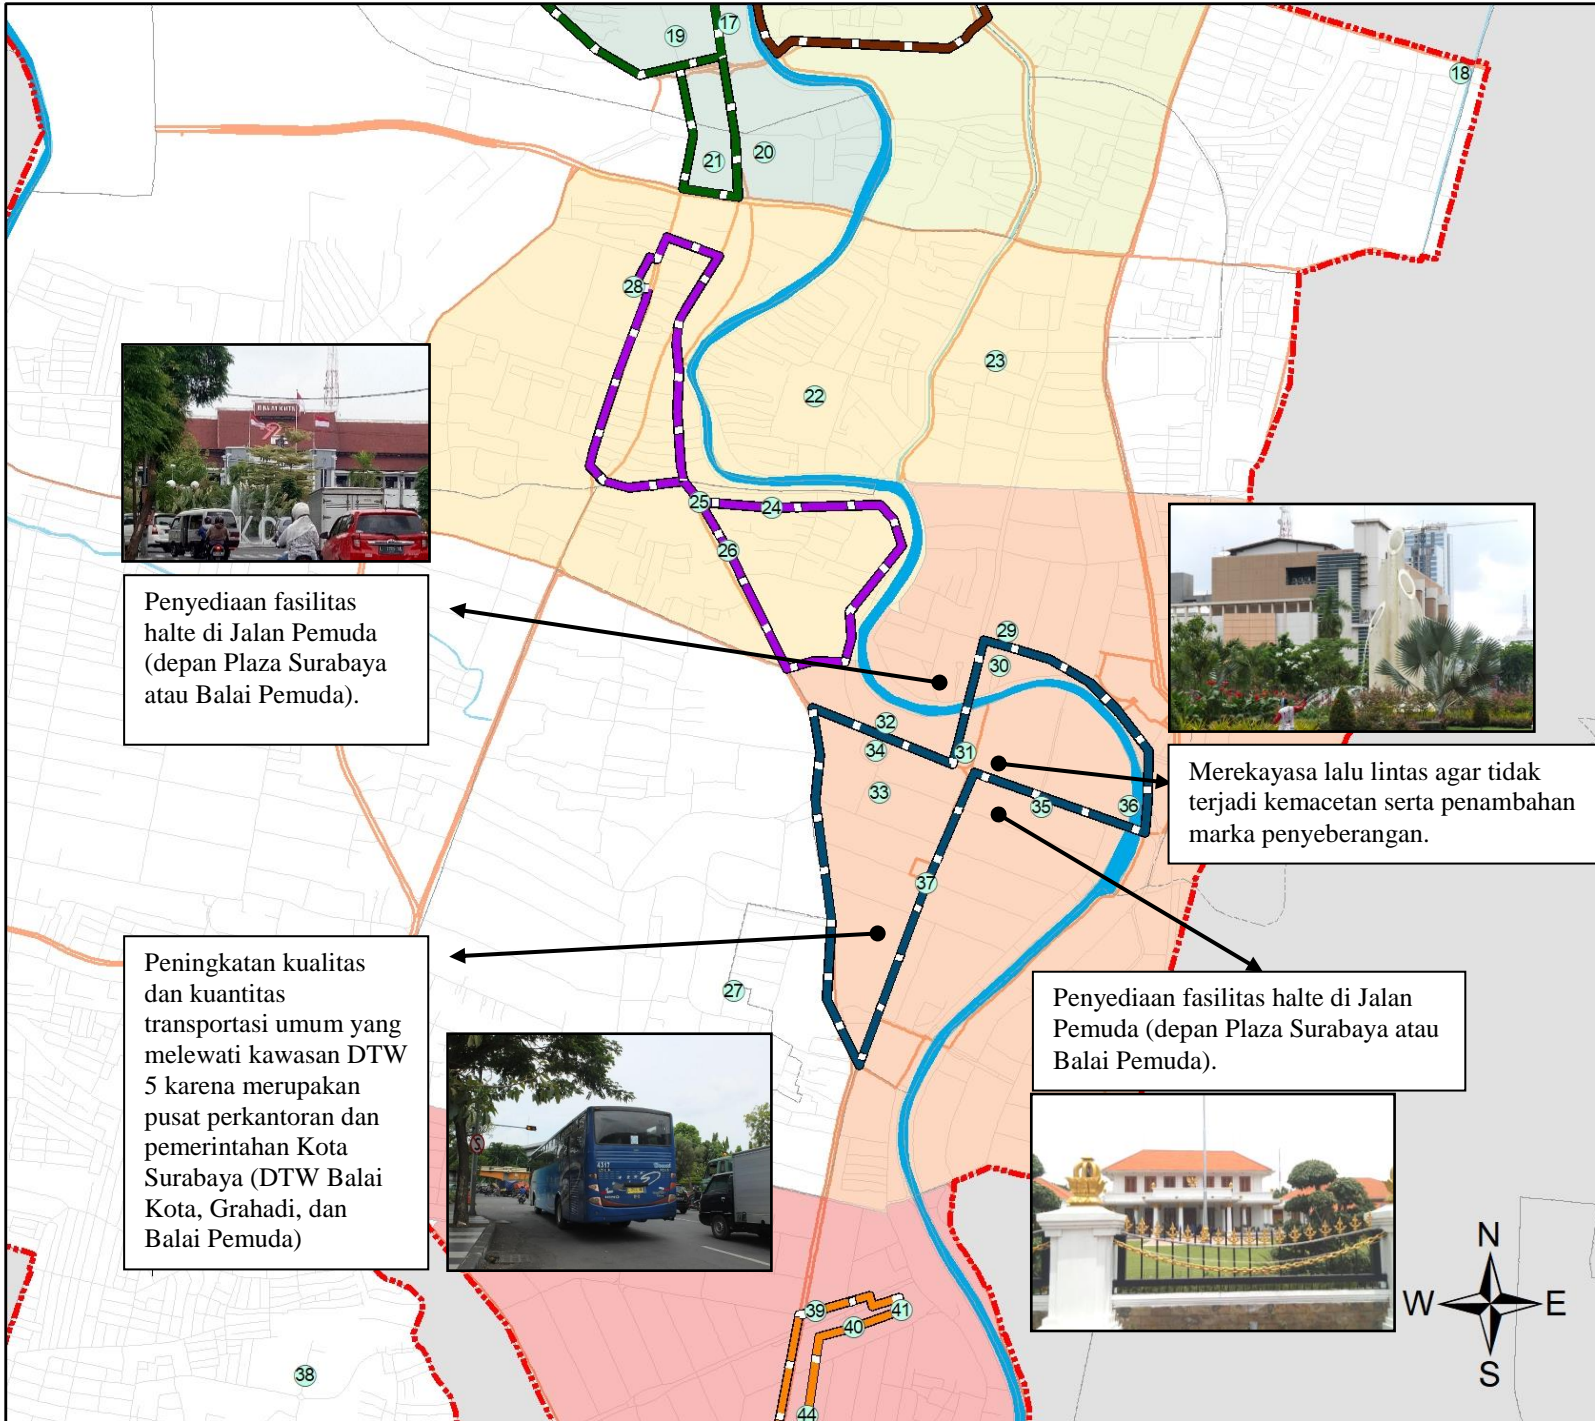 17
19
18
20
21
28
23
22
25
24
26
BALAI KOTA
Penyediaan fasilitas
halte di Jalan Pemuda
(depan Plaza Surabaya
atau Balai Pemuda).
29
30
32
31
34
33
35
36
37
27
Merekayasa lalu lintas agar tidak
terjadi kemacetan serta penambahan
marka penyeberangan.
Peningkatan kualitas
dan kuantitas
transportasi umum yang
melewati kawasan DTW
5 karena merupakan
pusat perkantoran dan
pemerintahan Kota
Surabaya (DTW Balai
Kota, Grahadi, dan
Balai Pemuda)
Penyediaan fasilitas halte di Jalan
Pemuda (depan Plaza Surabaya atau
Balai Pemuda).
39
41
40
38
44
N
W
E
S